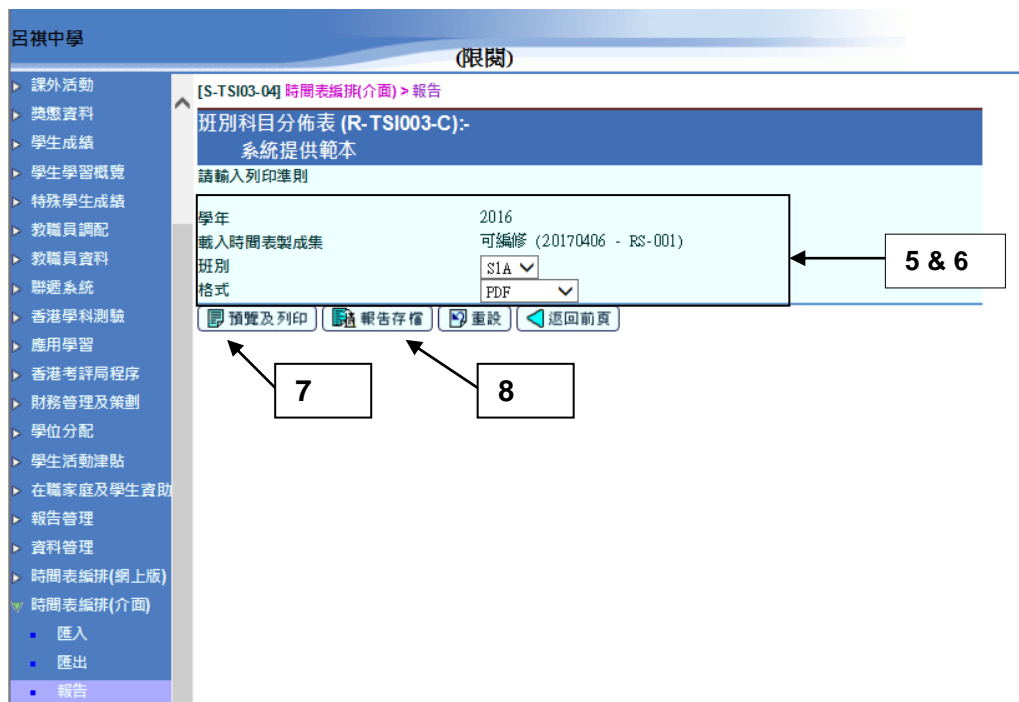 呂祺中學
(限閱)
課外活動
獎懲資料
學生成績
學生學習概覽
特殊學生成績
教職員調配
教職員資料
聯遞系統
香港學科測驗
應用學習
香港考評局程序
財務管理及策劃
學位分配
學生活動津貼
在職家庭及學生資助
報告管理
資料管理
時間表編排(網上版)
時間表編排(介面)
匯入
匯出
報告
[S-TSI03-04] 時間表編排(介面) > 報告
班別科目分佈表 (R-TSI003-C):-
系統提供範本
請輸入列印準則
學年 2016
載入時間表製成集 可編修 (20170406 - RS-001)
班別 S1A
格式 PDF
預覽及列印 報告存檔 重設 返回前頁
5 & 6
7
8